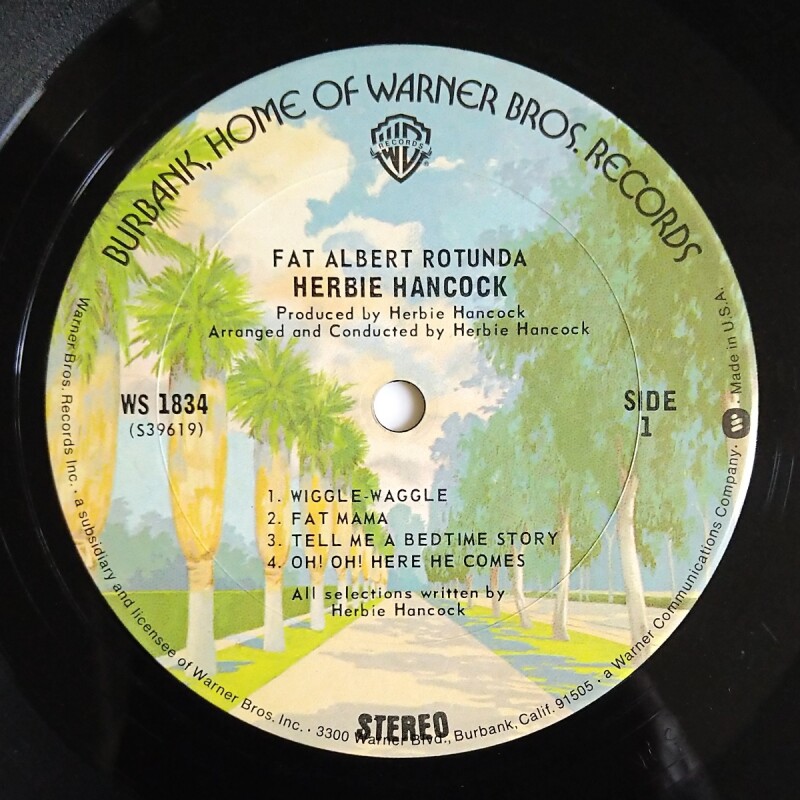 BURBANK, HOME OF WARNER BROS. RECORDS
WB
RECORDS
®
FAT ALBERT ROTUNDA
HERBIE HANCOCK
Produced by Herbie Hancock
Arranged and Conducted by Herbie Hancock
WS 1834
(S39619)
SIDE
1
1. WIGGLE-WAGGLE
2. FAT MAMA
3. TELL ME A BEDTIME STORY
4. OH! OH! HERE HE COMES
All selections written by
Herbie Hancock
STEREO
Warner Bros. Records Inc. · a subsidiary and licensee of Warner Bros. Inc. · 3300 Warner Blvd., Burbank, Calif. 91505 · a Warner Communications Company. · Made in U.S.A.